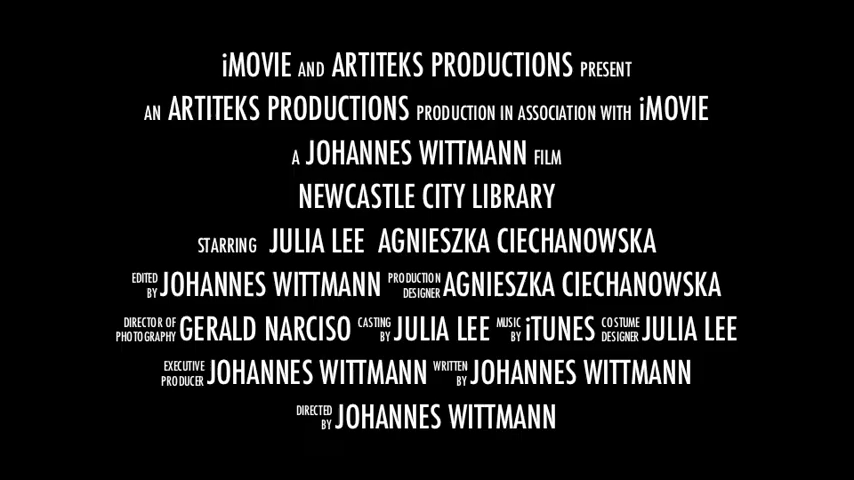 iMOVIE AND ARTITEKS PRODUCTIONS PRESENT
AN ARTITEKS PRODUCTIONS PRODUCTION IN ASSOCIATION WITH iMOVIE
A JOHANNES WITTMANN FILM
NEWCASTLE CITY LIBRARY
STARRING JULIA LEE AGNIESZKA CIECHANOWSKA
EDITED BY JOHANNES WITTMANN PRODUCTION DESIGNER AGNIESZKA CIECHANOWSKA
DIRECTOR OF PHOTOGRAPHY GERALD NARCISO CASTING BY JULIA LEE MUSIC BY iTUNES COSTUME DESIGNER JULIA LEE
EXECUTIVE PRODUCER JOHANNES WITTMANN WRITTEN BY JOHANNES WITTMANN
DIRECTED BY JOHANNES WITTMANN